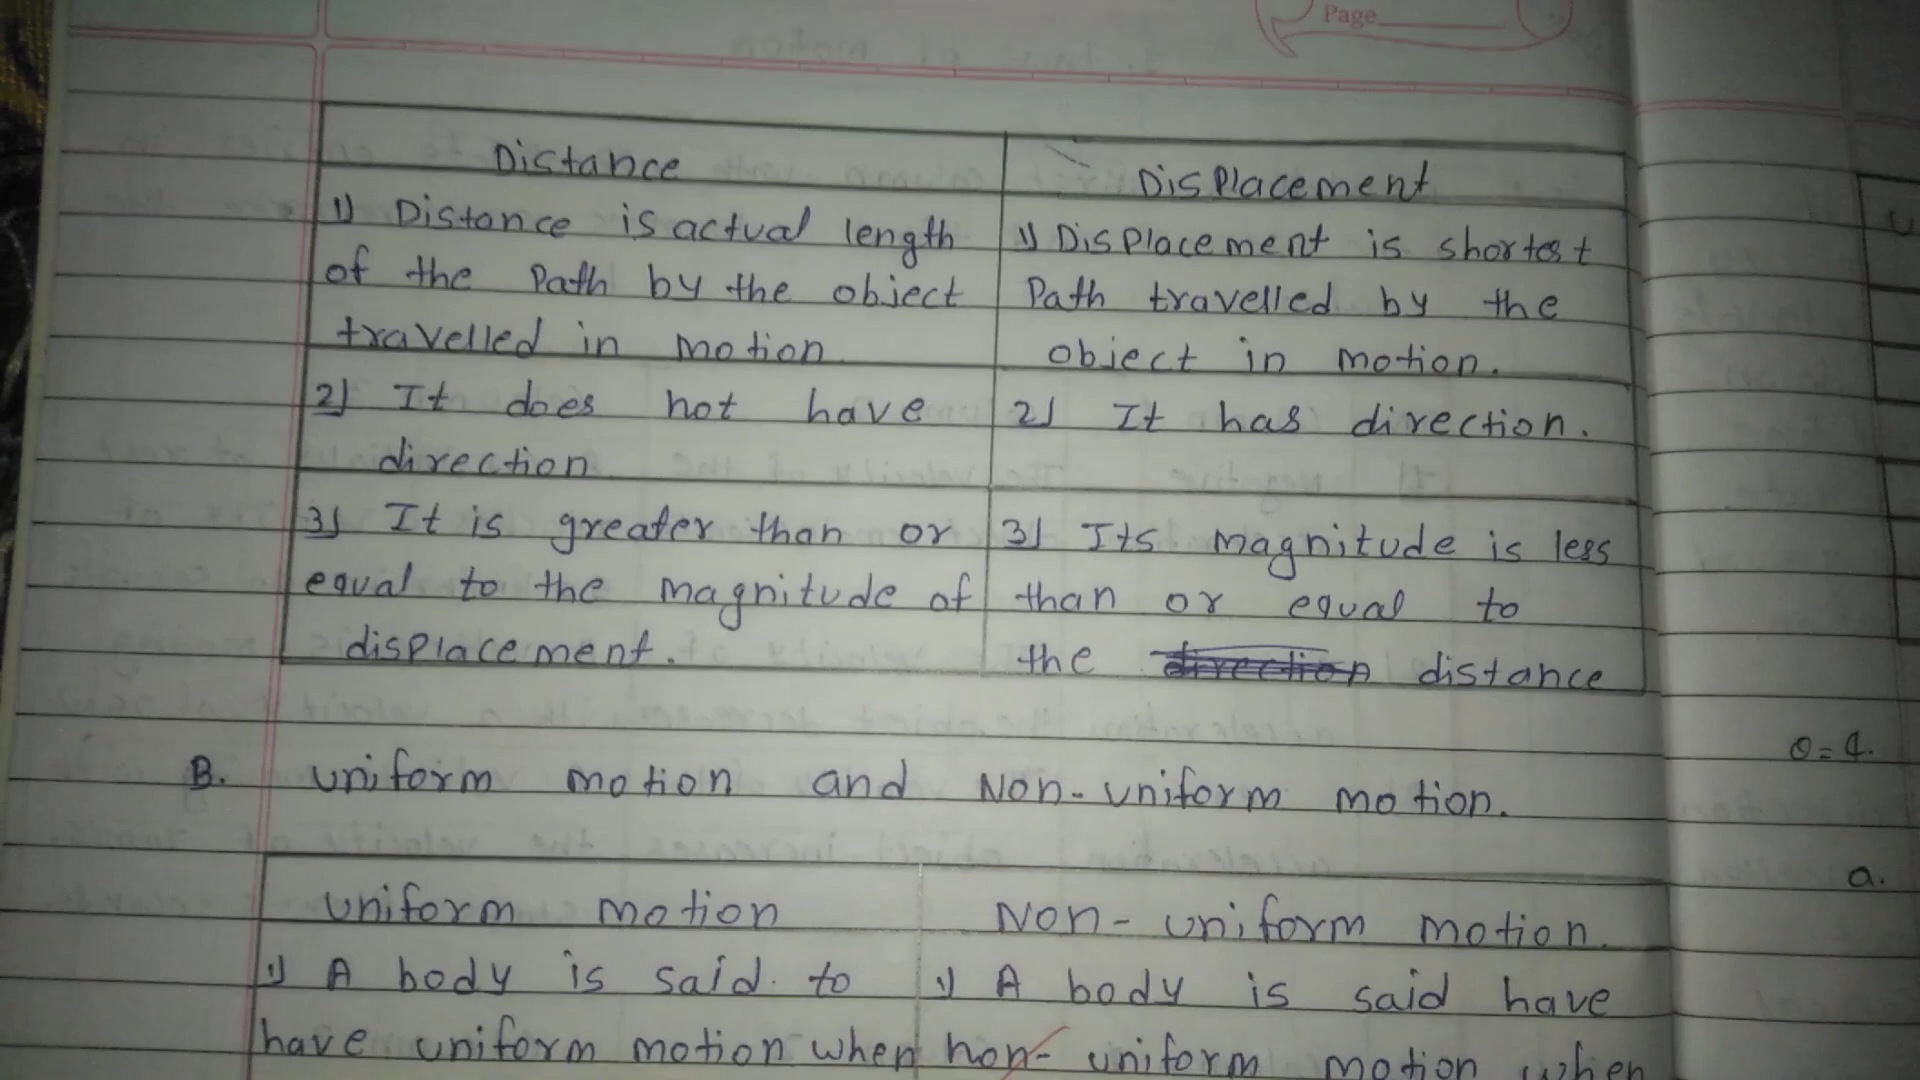 Page
Distance
Displacement
1) Distance is actual length
of the Path by the object
travelled in motion
1) Displacement is shortest
Path travelled by the
object in motion.
2) It does not have
direction
2) It has direction.
3) It is greater than or
equal to the magnitude of
displacement.
3) Its magnitude is less
than or equal to
the direction distance
B. uniform motion and Non-uniform motion.
uniform motion
Non-uniform motion.
1) A body is said to
have uniform motion when
1) A body is said have
non-uniform motion when
a.